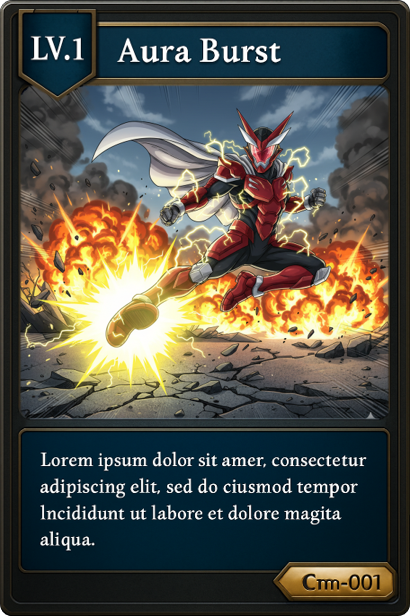 LV.1
Aura Burst
Lorem ipsum dolor sit amer, consectetur
adipiscing elit, sed do ciusmod tempor
Incididunt ut labore et dolore magita
aliqua.
Crm-001